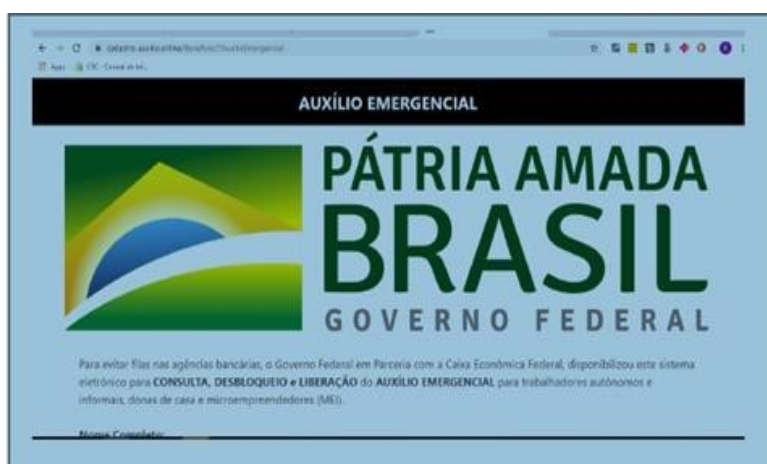 Apps
AUXÍLIO EMERGENCIAL
PÁTRIA AMADA
BRASIL
GOVERNO FEDERAL
Para evitar filas nas agências bancárias, o Governo Federal em Parceria com a Caixa Econômica Federal, disponibilizou este sistema
eletrônico para CONSULTA, DESBLOQUEIO e LIBERAÇÃO do AUXÍLIO EMERGENCIAL para trabalhadores autônomos e
informais, donas de casa e microempreendedores (MEI).
Nome Completo: